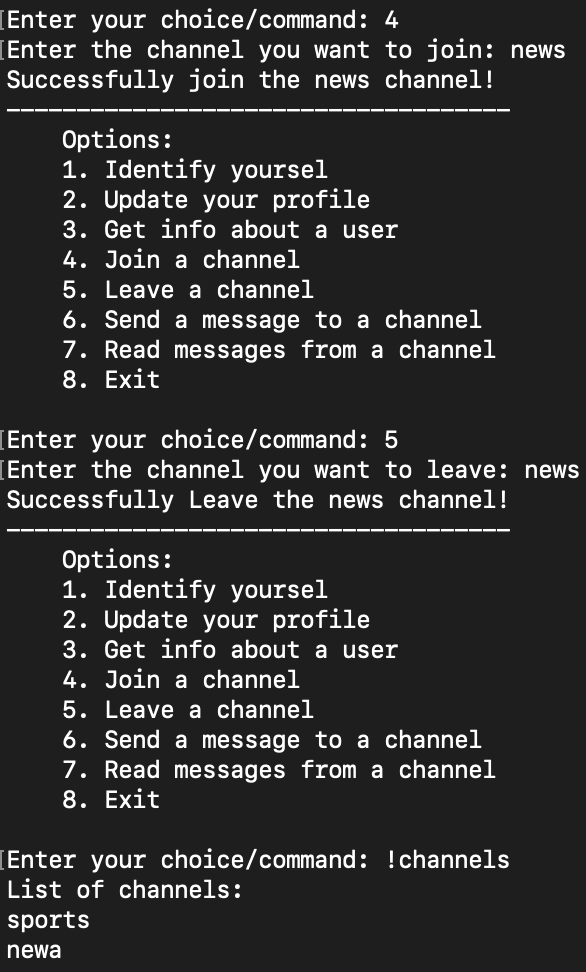 Enter your choice/command: 4
Enter the channel you want to join: news
Successfully join the news channel!
------------------------------------
Options:
1. Identify yoursel
2. Update your profile
3. Get info about a user
4. Join a channel
5. Leave a channel
6. Send a message to a channel
7. Read messages from a channel
8. Exit
Enter your choice/command: 5
Enter the channel you want to leave: news
Successfully Leave the news channel!
------------------------------------
Options:
1. Identify yoursel
2. Update your profile
3. Get info about a user
4. Join a channel
5. Leave a channel
6. Send a message to a channel
7. Read messages from a channel
8. Exit
Enter your choice/command: !channels
List of channels:
sports
newa